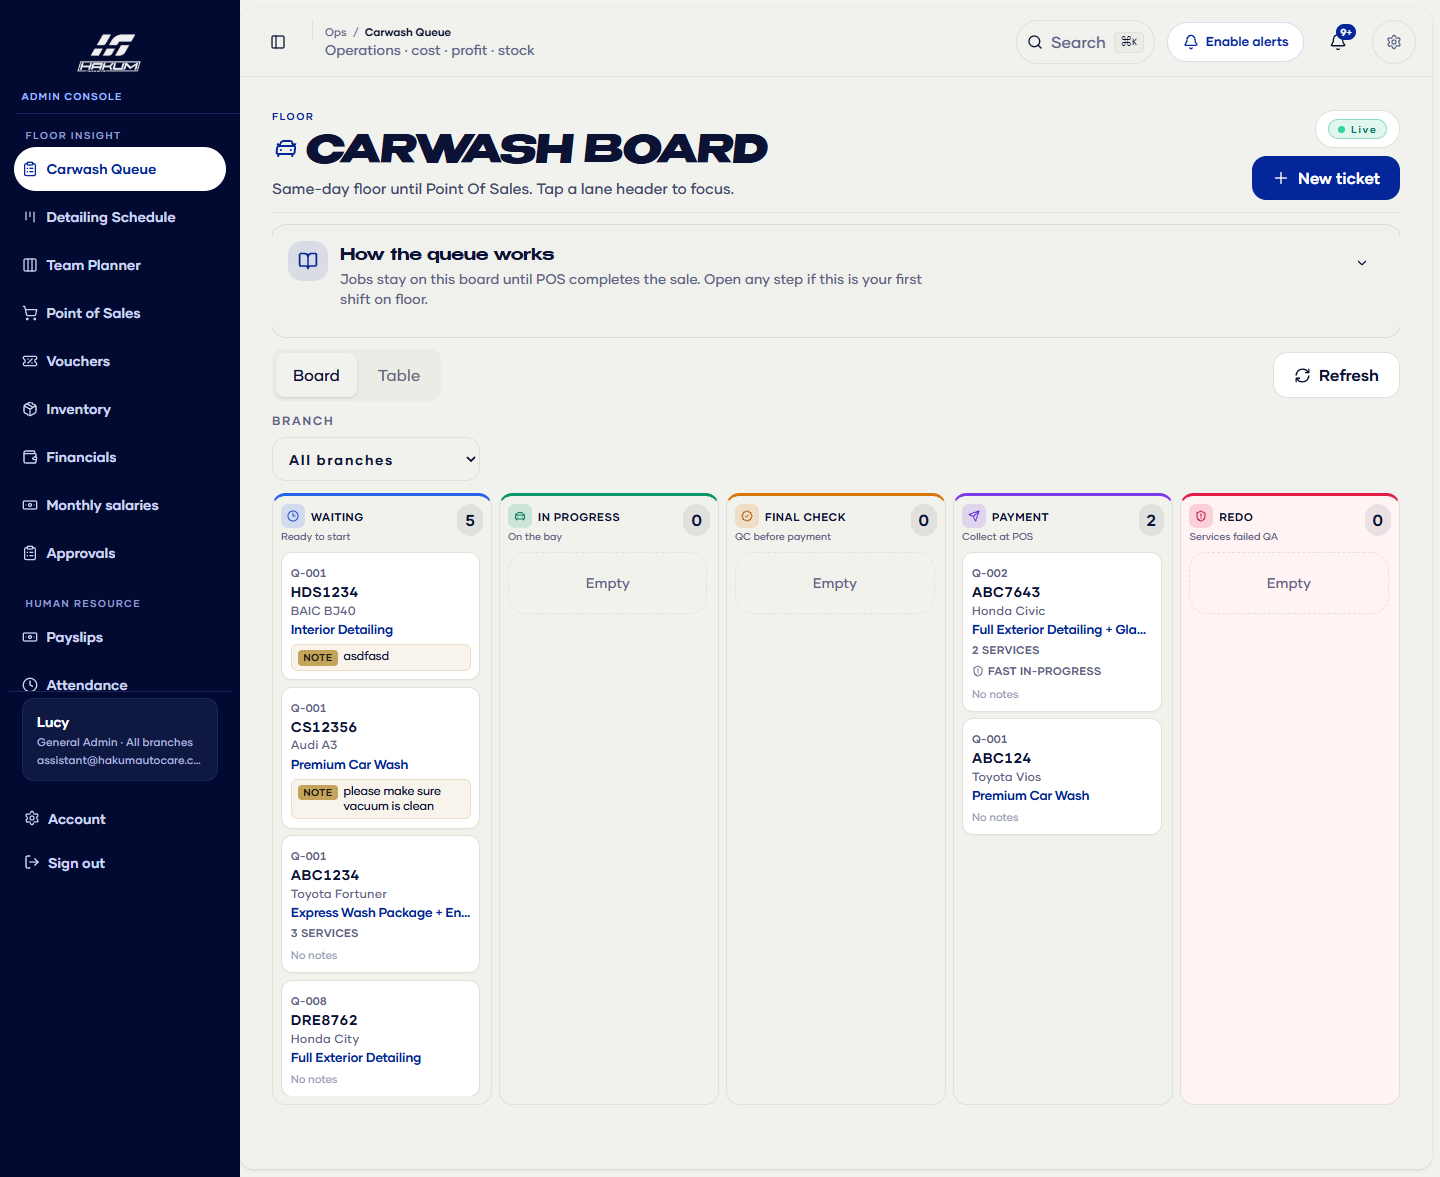 HAKUM
ADMIN CONSOLE
FLOOR INSIGHT
Carwash Queue
Detailing Schedule
Team Planner
Point of Sales
Vouchers
Inventory
Financials
Monthly salaries
Approvals
HUMAN RESOURCE
Payslips
Attendance
Lucy
General Admin · All branches
assistant@hakumautocare.c...
Account
Sign out
Ops / Carwash Queue
Operations · cost · profit · stock
Search ⌘K
Enable alerts
9+
FLOOR
CARWASH BOARD
Same-day floor until Point Of Sales. Tap a lane header to focus.
Live
New ticket
How the queue works
Jobs stay on this board until POS completes the sale. Open any step if this is your first
shift on floor.
Board
Table
Refresh
BRANCH
All branches
WAITING
5
Ready to start
Q-001
HDS1234
BAIC BJ40
Interior Detailing
NOTE asdfasd
Q-001
CS12356
Audi A3
Premium Car Wash
NOTE please make sure
vacuum is clean
Q-001
ABC1234
Toyota Fortuner
Express Wash Package + En...
3 SERVICES
No notes
Q-008
DRE8762
Honda City
Full Exterior Detailing
No notes
IN PROGRESS
0
On the bay
Empty
FINAL CHECK
0
QC before payment
Empty
PAYMENT
2
Collect at POS
Q-002
ABC7643
Honda Civic
Full Exterior Detailing + Gla...
2 SERVICES
FAST IN-PROGRESS
No notes
Q-001
ABC124
Toyota Vios
Premium Car Wash
No notes
REDO
0
Services failed QA
Empty